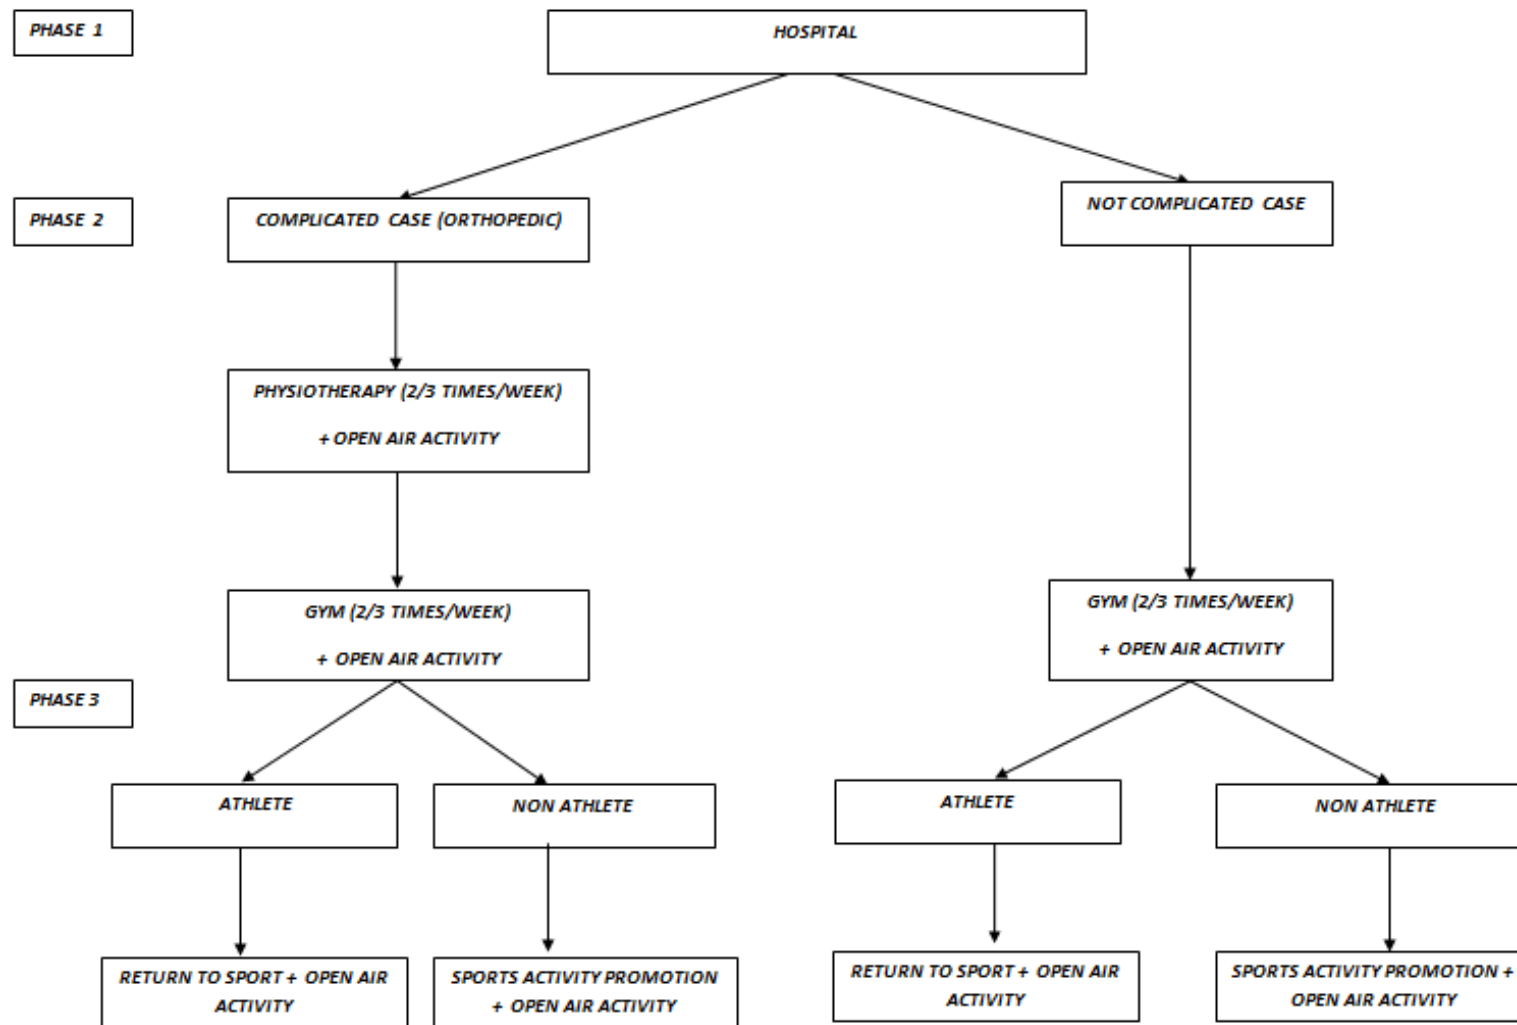 PHASE 1
HOSPITAL
PHASE 2
COMPLICATED CASE (ORTHOPEDIC)
NOT COMPLICATED CASE
PHYSIOTHERAPY (2/3 TIMES/WEEK)
+ OPEN AIR ACTIVITY
GYM (2/3 TIMES/WEEK)
+ OPEN AIR ACTIVITY
GYM (2/3 TIMES/WEEK)
+ OPEN AIR ACTIVITY
PHASE 3
ATHLETE
NON ATHLETE
ATHLETE
NON ATHLETE
RETURN TO SPORT + OPEN AIR
ACTIVITY
SPORTS ACTIVITY PROMOTION
+ OPEN AIR ACTIVITY
RETURN TO SPORT + OPEN AIR
ACTIVITY
SPORTS ACTIVITY PROMOTION +
OPEN AIR ACTIVITY